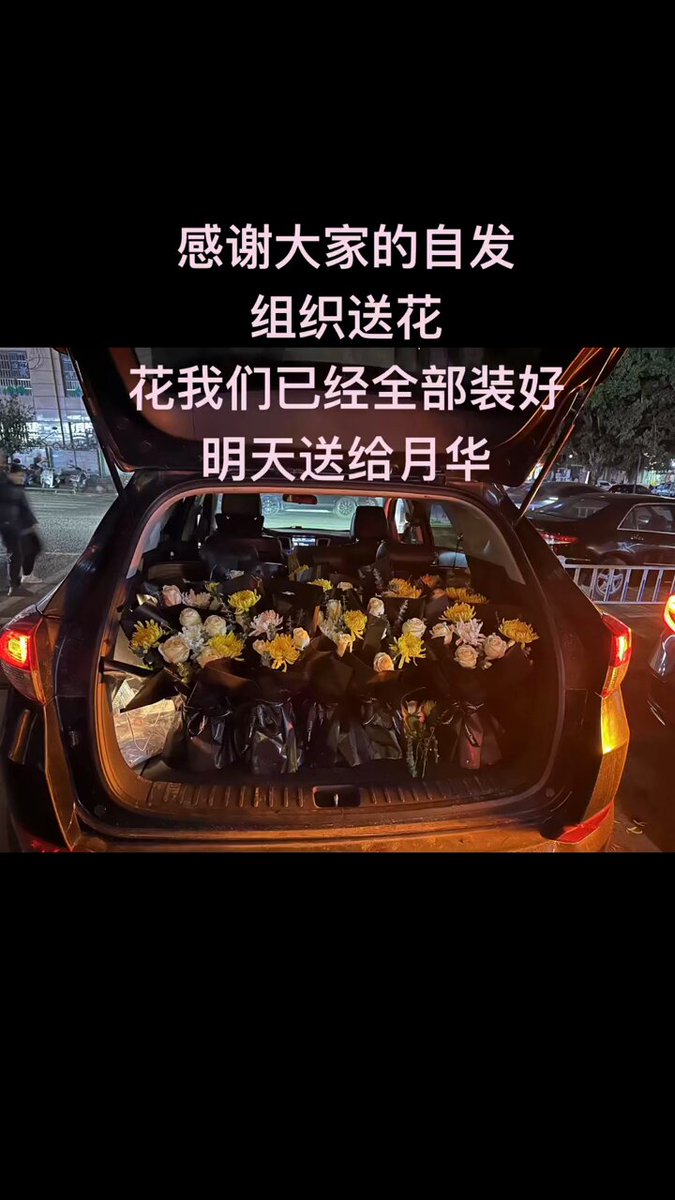 感谢大家的自发
组织送花
花我们已经全部装好
明天送给月华